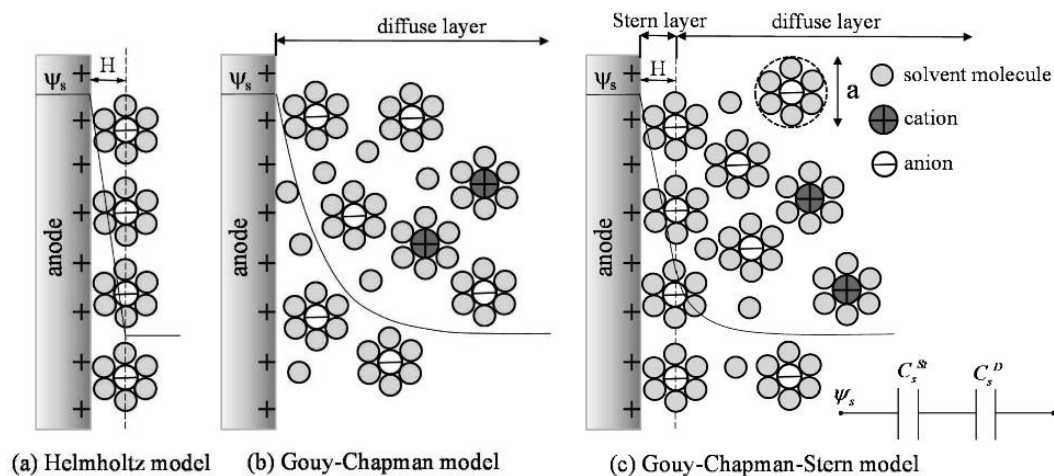 H
Ψs
anode
(a) Helmholtz model
diffuse layer
Ψs
anode
(b) Gouy-Chapman model
Stern layer
diffuse layer
H
Ψs
anode
a
solvent molecule
cation
anion
Ψs
Cs^St
Cs^D
(c) Gouy-Chapman-Stern model